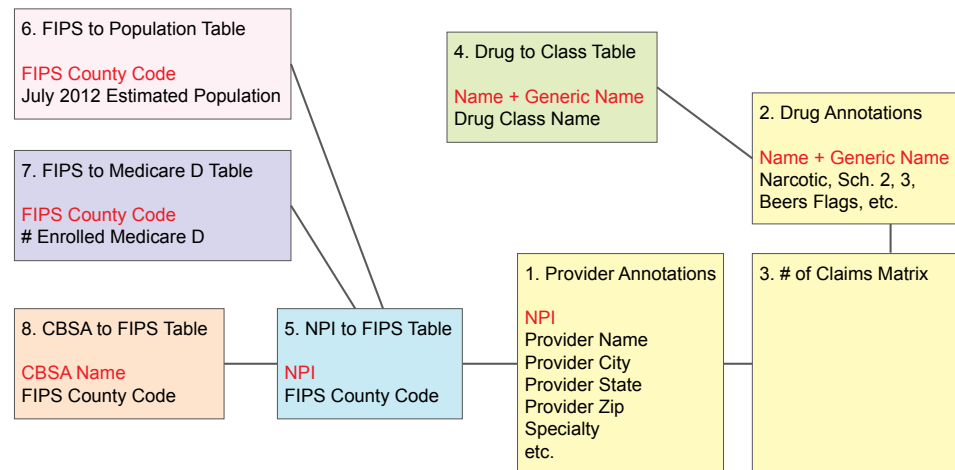 6. FIPS to Population Table
FIPS County Code
July 2012 Estimated Population
4. Drug to Class Table
Name + Generic Name
Drug Class Name
2. Drug Annotations
Name + Generic Name
Narcotic, Sch. 2, 3,
Beers Flags, etc.
7. FIPS to Medicare D Table
FIPS County Code
# Enrolled Medicare D
1. Provider Annotations
NPI
Provider Name
Provider City
Provider State
Provider Zip
Specialty
etc.
3. # of Claims Matrix
8. CBSA to FIPS Table
CBSA Name
FIPS County Code
5. NPI to FIPS Table
NPI
FIPS County Code